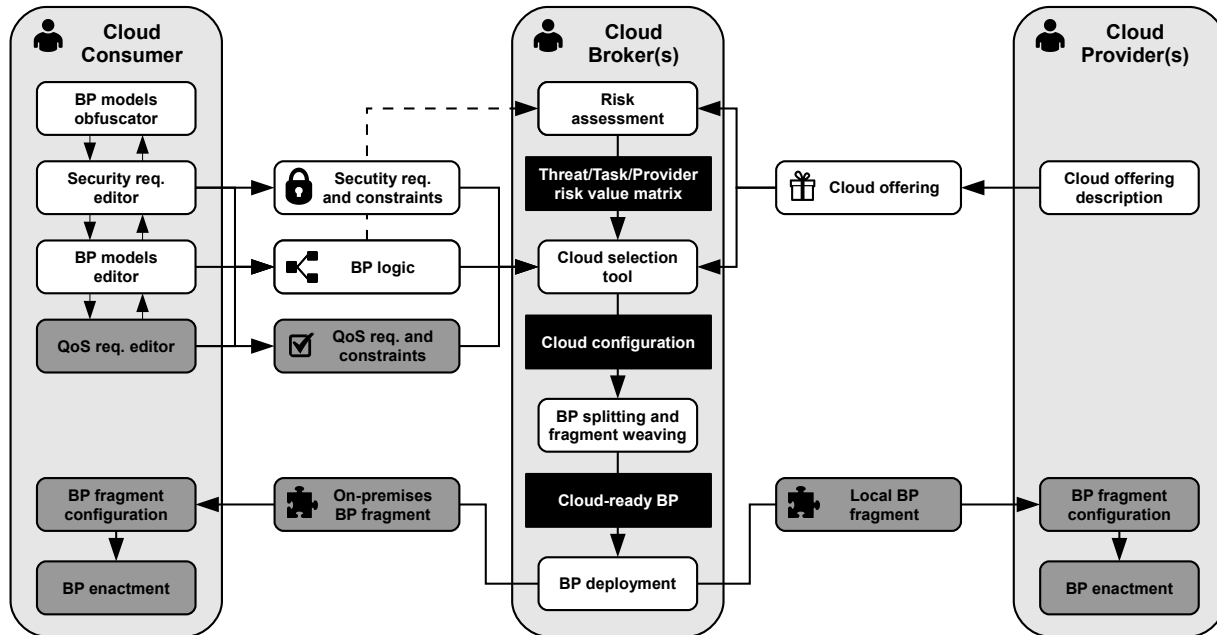 Cloud
Consumer
BP models
obfuscator
Security req.
editor
BP models
editor
QoS req. editor
BP fragment
configuration
BP enactment
Secutity req.
and constraints
BP logic
QoS req. and
constraints
On-premises
BP fragment
Cloud
Broker(s)
Risk
assessment
Threat/Task/Provider
risk value matrix
Cloud selection
tool
Cloud configuration
BP splitting and
fragment weaving
Cloud-ready BP
BP deployment
Cloud offering
Local BP
fragment
Cloud
Provider(s)
Cloud offering
description
BP fragment
configuration
BP enactment